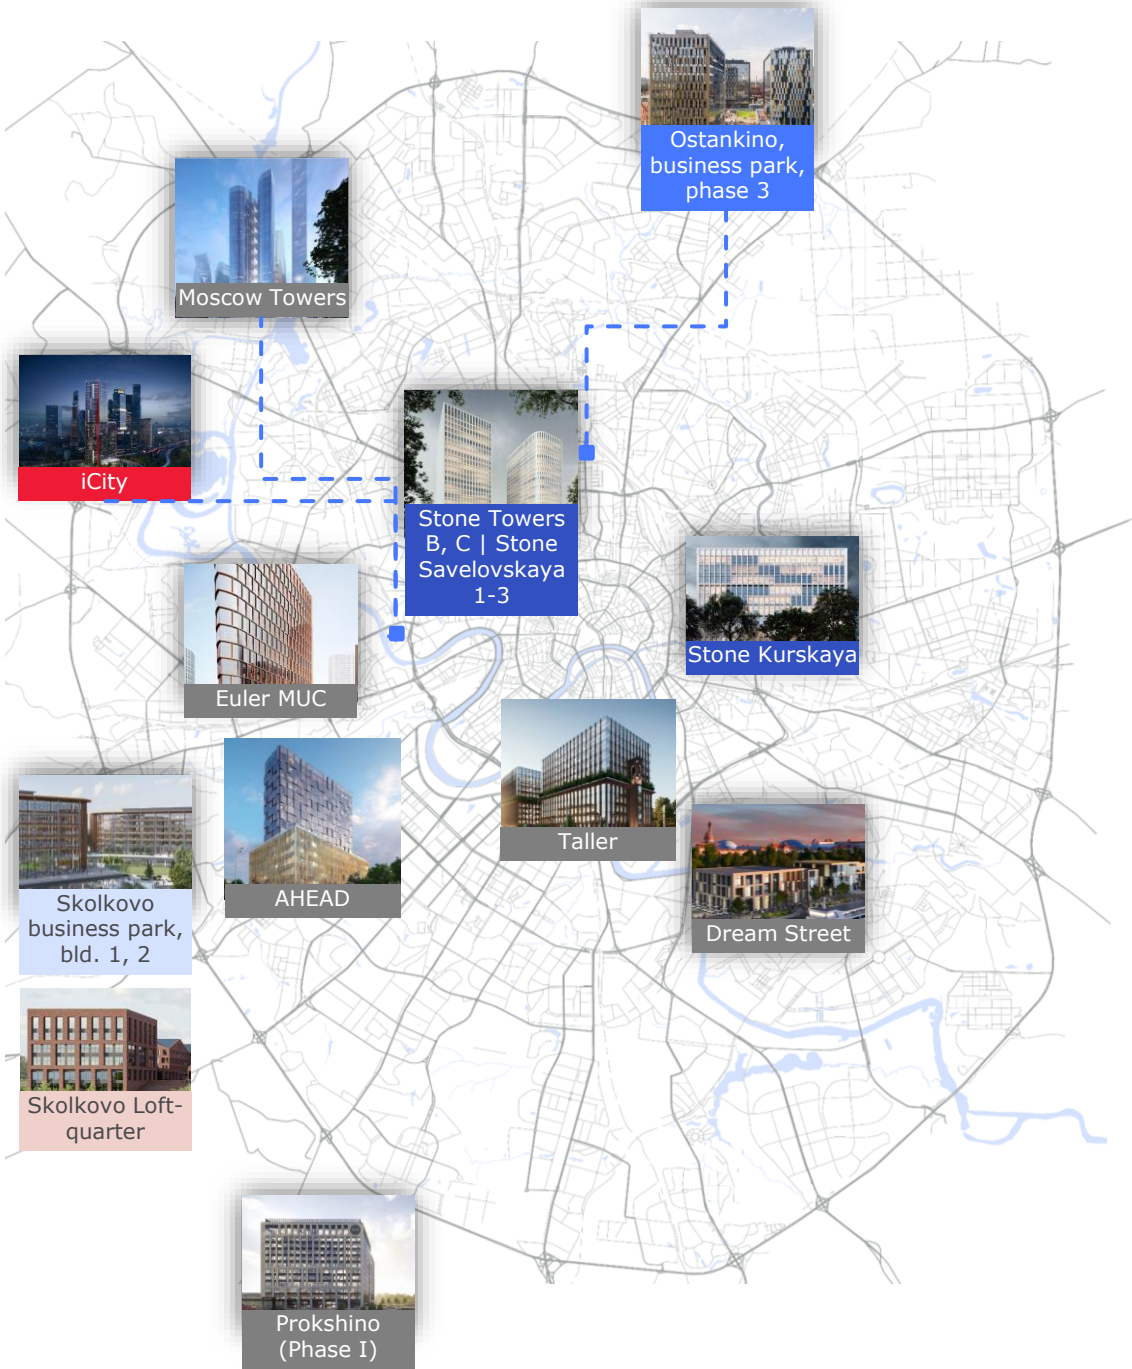 Ostankino,
business park,
phase 3
Moscow Towers
iCity
Stone Towers
B, C | Stone
Savelovskaya
1-3
Stone Kurskaya
Euler MUC
Taller
AHEAD
Dream Street
Skolkovo
business park,
bld. 1, 2
Skolkovo Loft-
quarter
Prokshino
(Phase I)